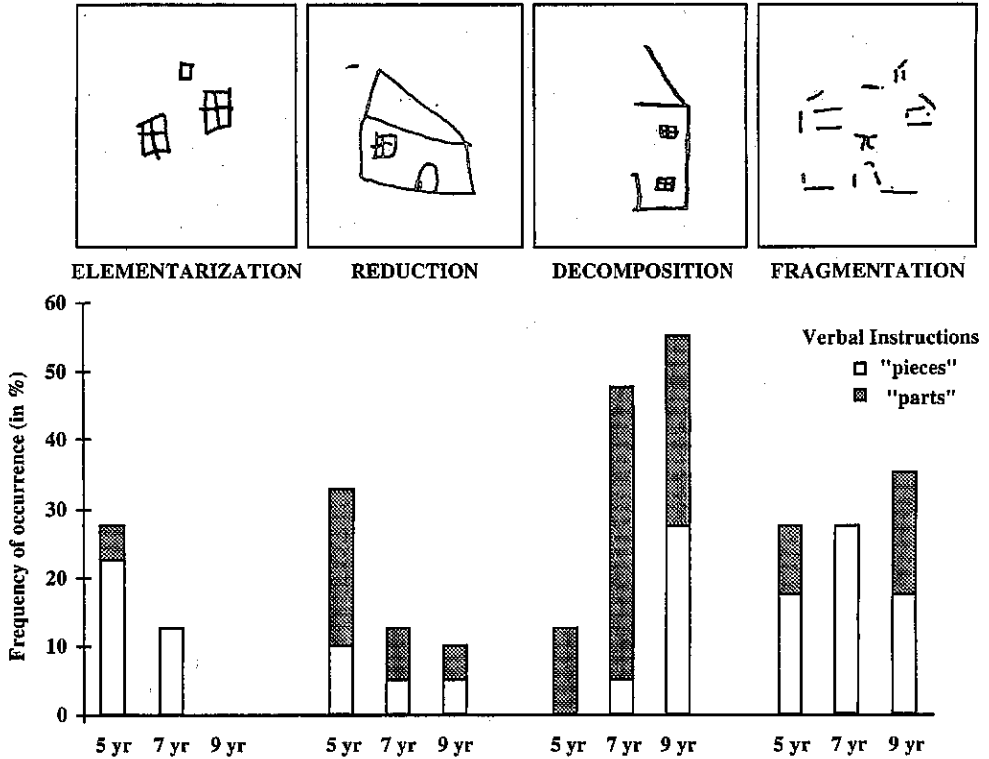 ELEMENTARIZATION REDUCTION DECOMPOSITION FRAGMENTATION
Frequency of occurrence (in %)
60
50
40
30
20
10
0
Verbal Instructions
"pieces"
"parts"
5 yr 7 yr 9 yr 5 yr 7 yr 9 yr 5 yr 7 yr 9 yr 5 yr 7 yr 9 yr